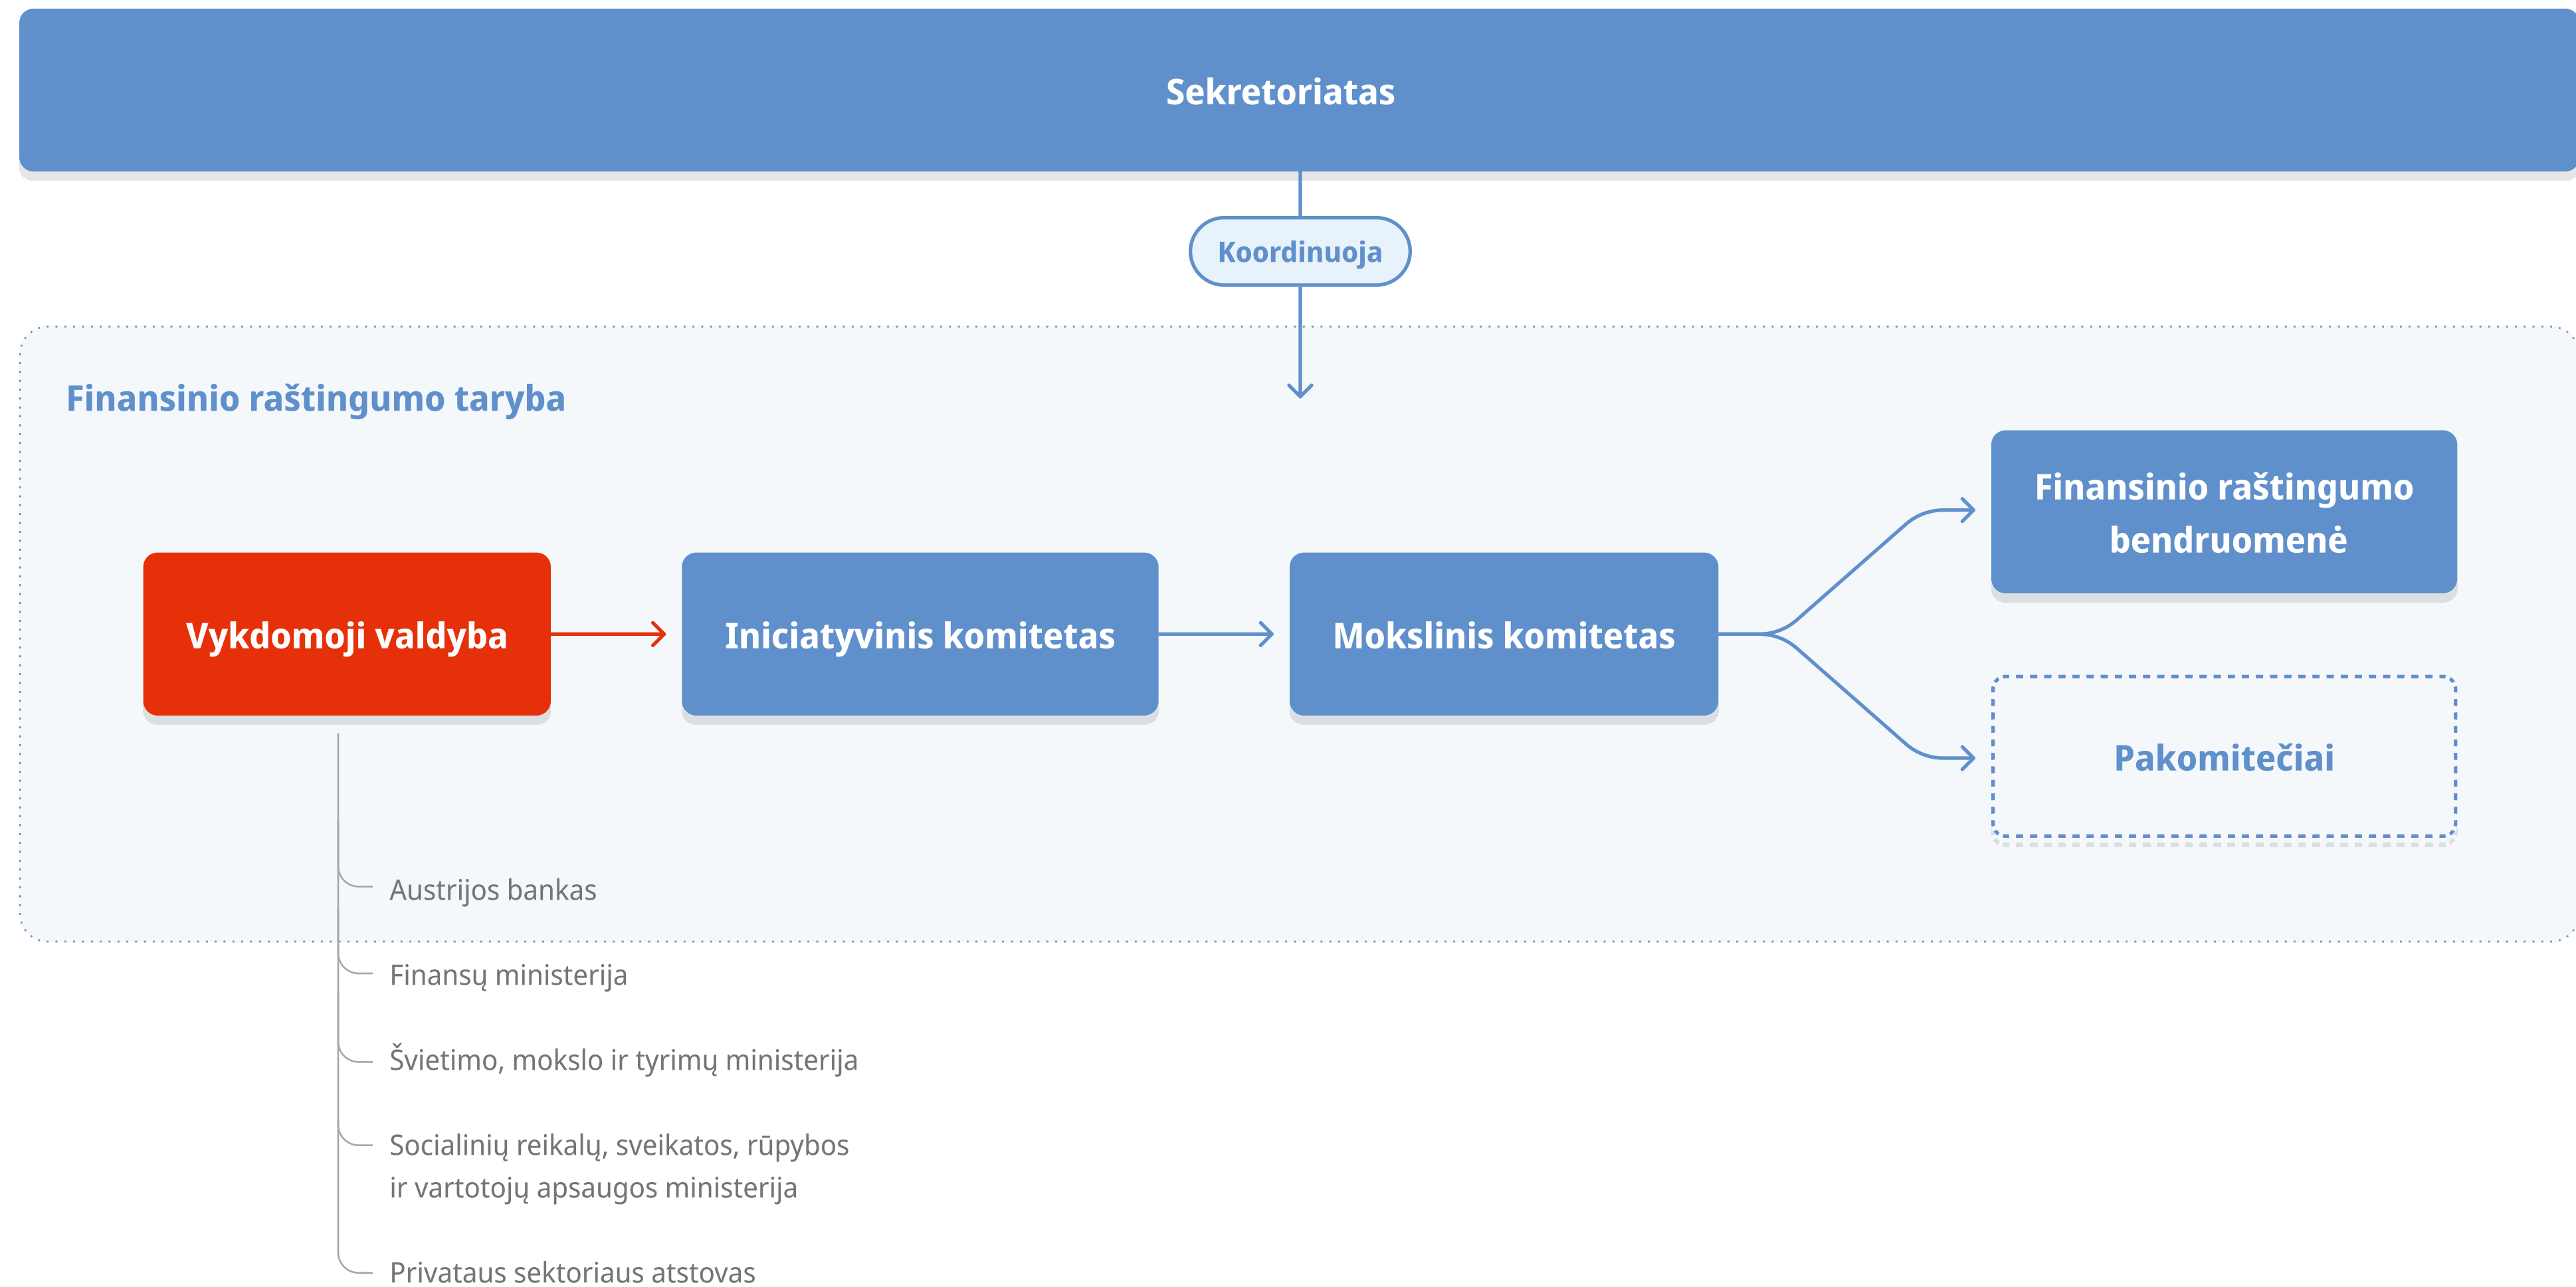 Sekretoriatas
Koordinuoja
Finansinio raštingumo taryba
Vykdomoji valdyba
Iniciatyvinis komitetas
Mokslinis komitetas
Finansinio raštingumo
bendruomenė
Pakomitečiai
Austrijos bankas
Finansų ministerija
Švietimo, mokslo ir tyrimų ministerija
Socialinių reikalų, sveikatos, rūpybos
ir vartotojų apsaugos ministerija
Privataus sektoriaus atstovas